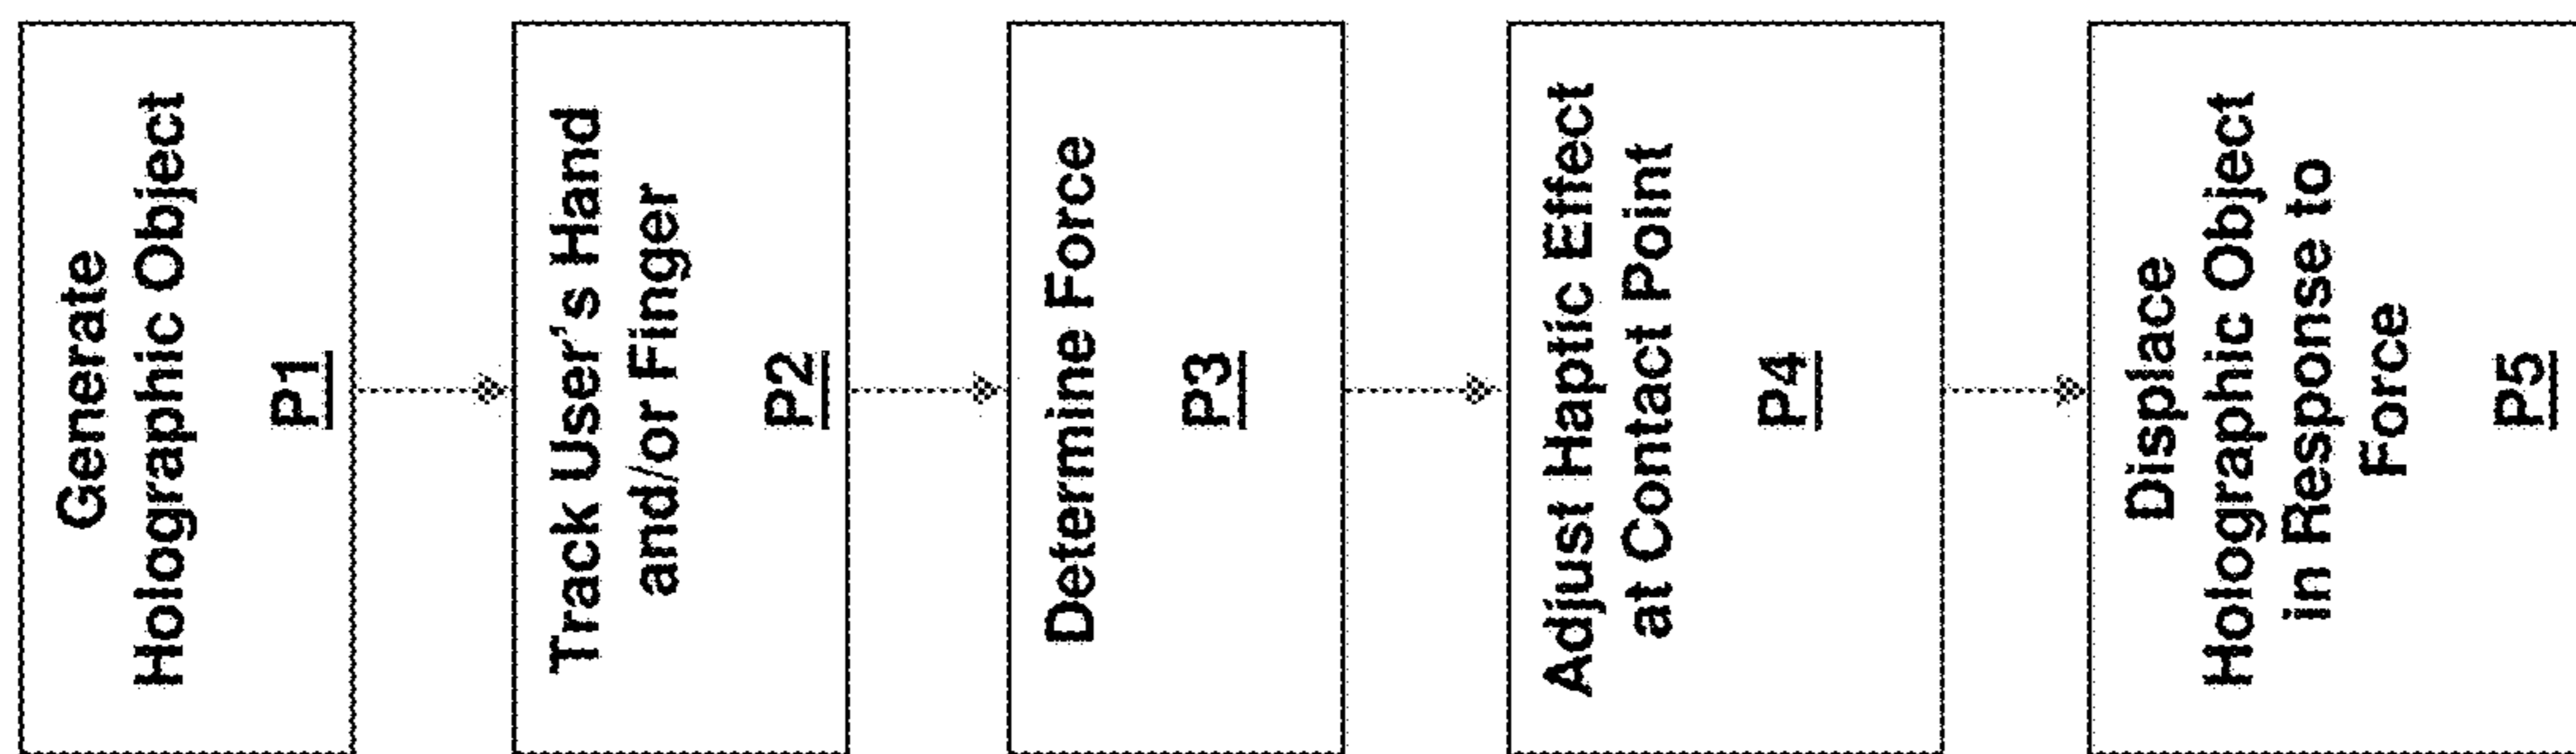 Generate
Holographic Object
P1
Track User's Hand
and/or Finger
P2
Determine Force
P3
Adjust Haptic Effect
at Contact Point
P4
Displace
Holographic Object
in Response to
Force
P5